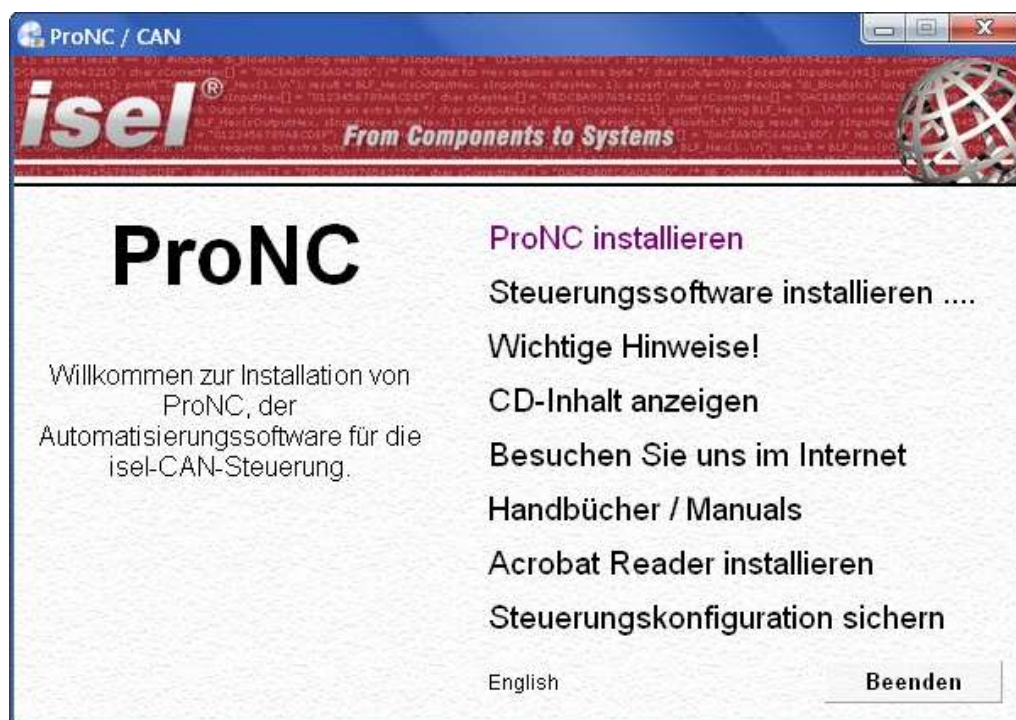 ProNC / CAN
isel®
From Components to Systems
ProNC
Willkommen zur Installation von
ProNC, der
Automatisierungssoftware für die
isel-CAN-Steuerung.
ProNC installieren
Steuerungssoftware installieren ....
Wichtige Hinweise!
CD-Inhalt anzeigen
Besuchen Sie uns im Internet
Handbücher / Manuals
Acrobat Reader installieren
Steuerungskonfiguration sichern
English
Beenden